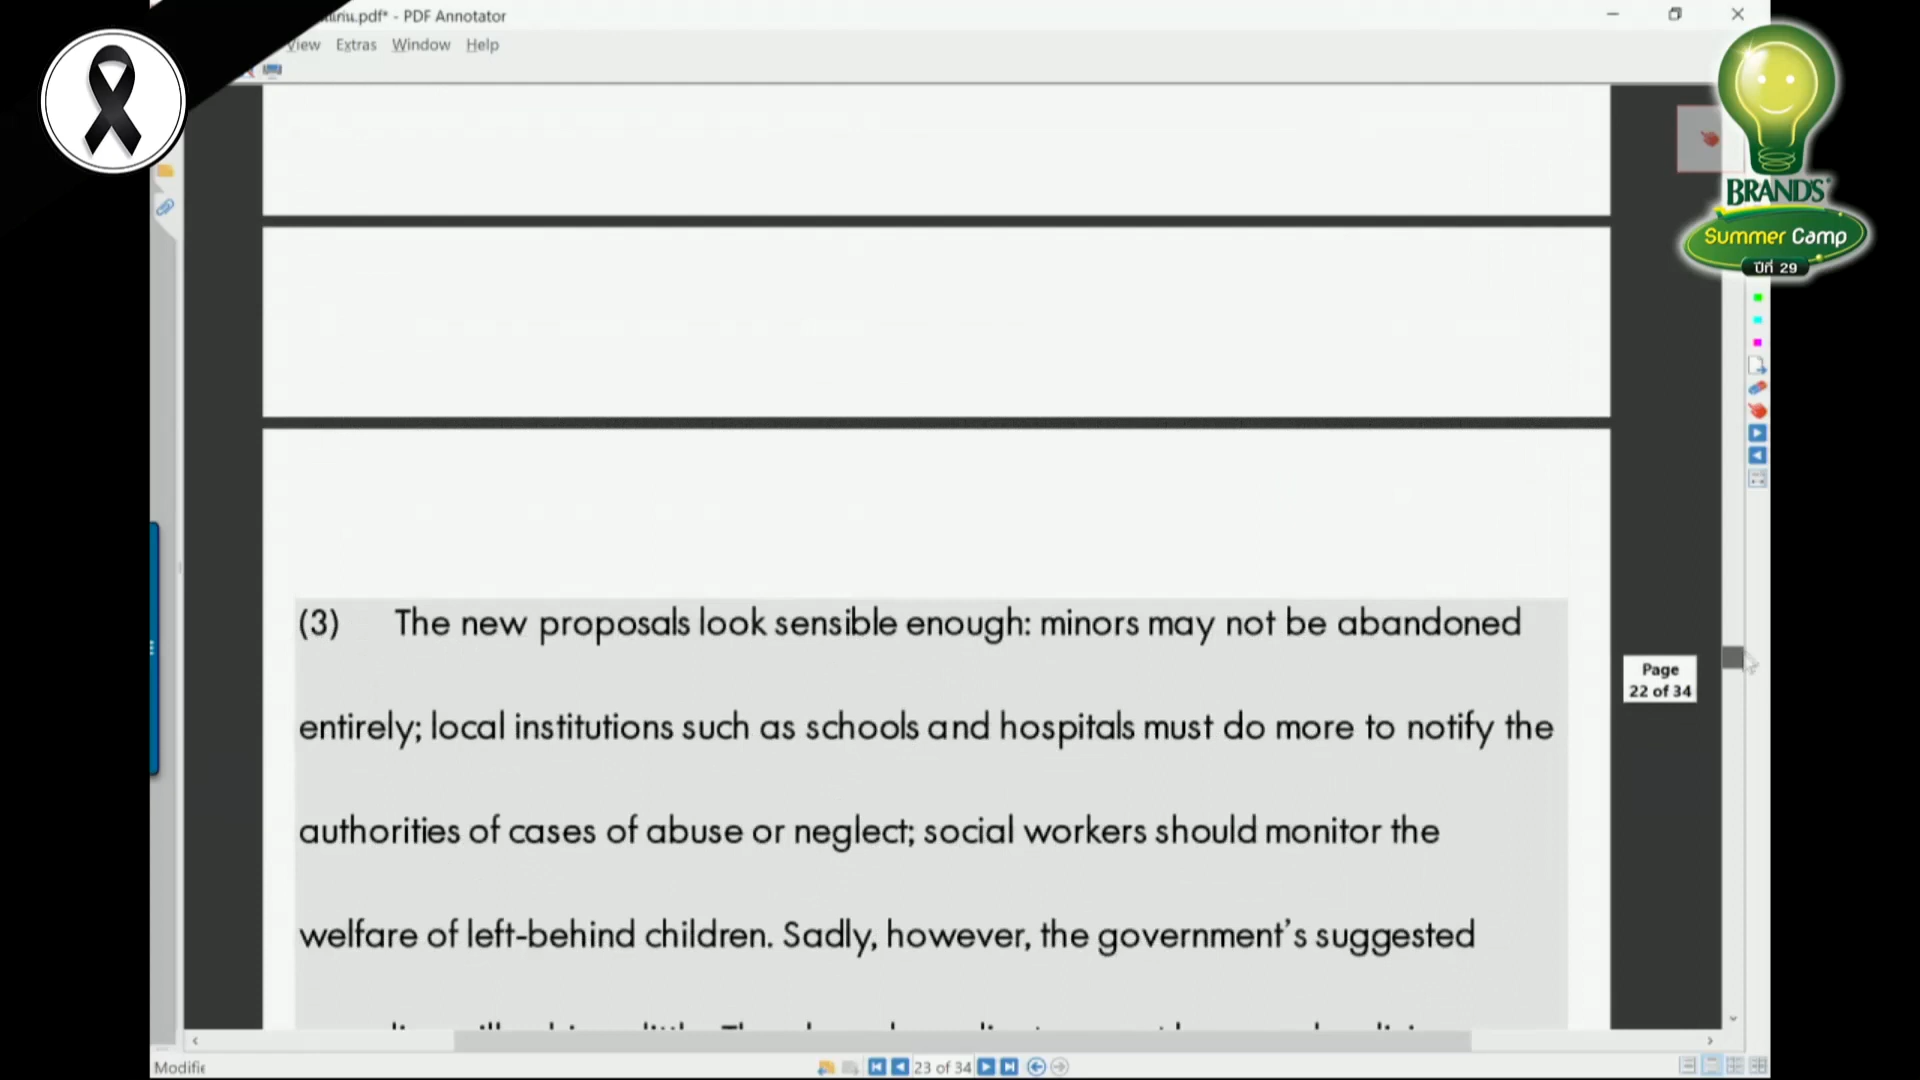 .pdf* - PDF Annotator
View Extras Window Help
BRAND'S
Summer Camp
ปีที่ 29
(3) The new proposals look sensible enough: minors may not be abandoned
entirely; local institutions such as schools and hospitals must do more to notify the
authorities of cases of abuse or neglect; social workers should monitor the
welfare of left-behind children. Sadly, however, the government's suggested
Page
22 of 34
Modifie
23 of 34